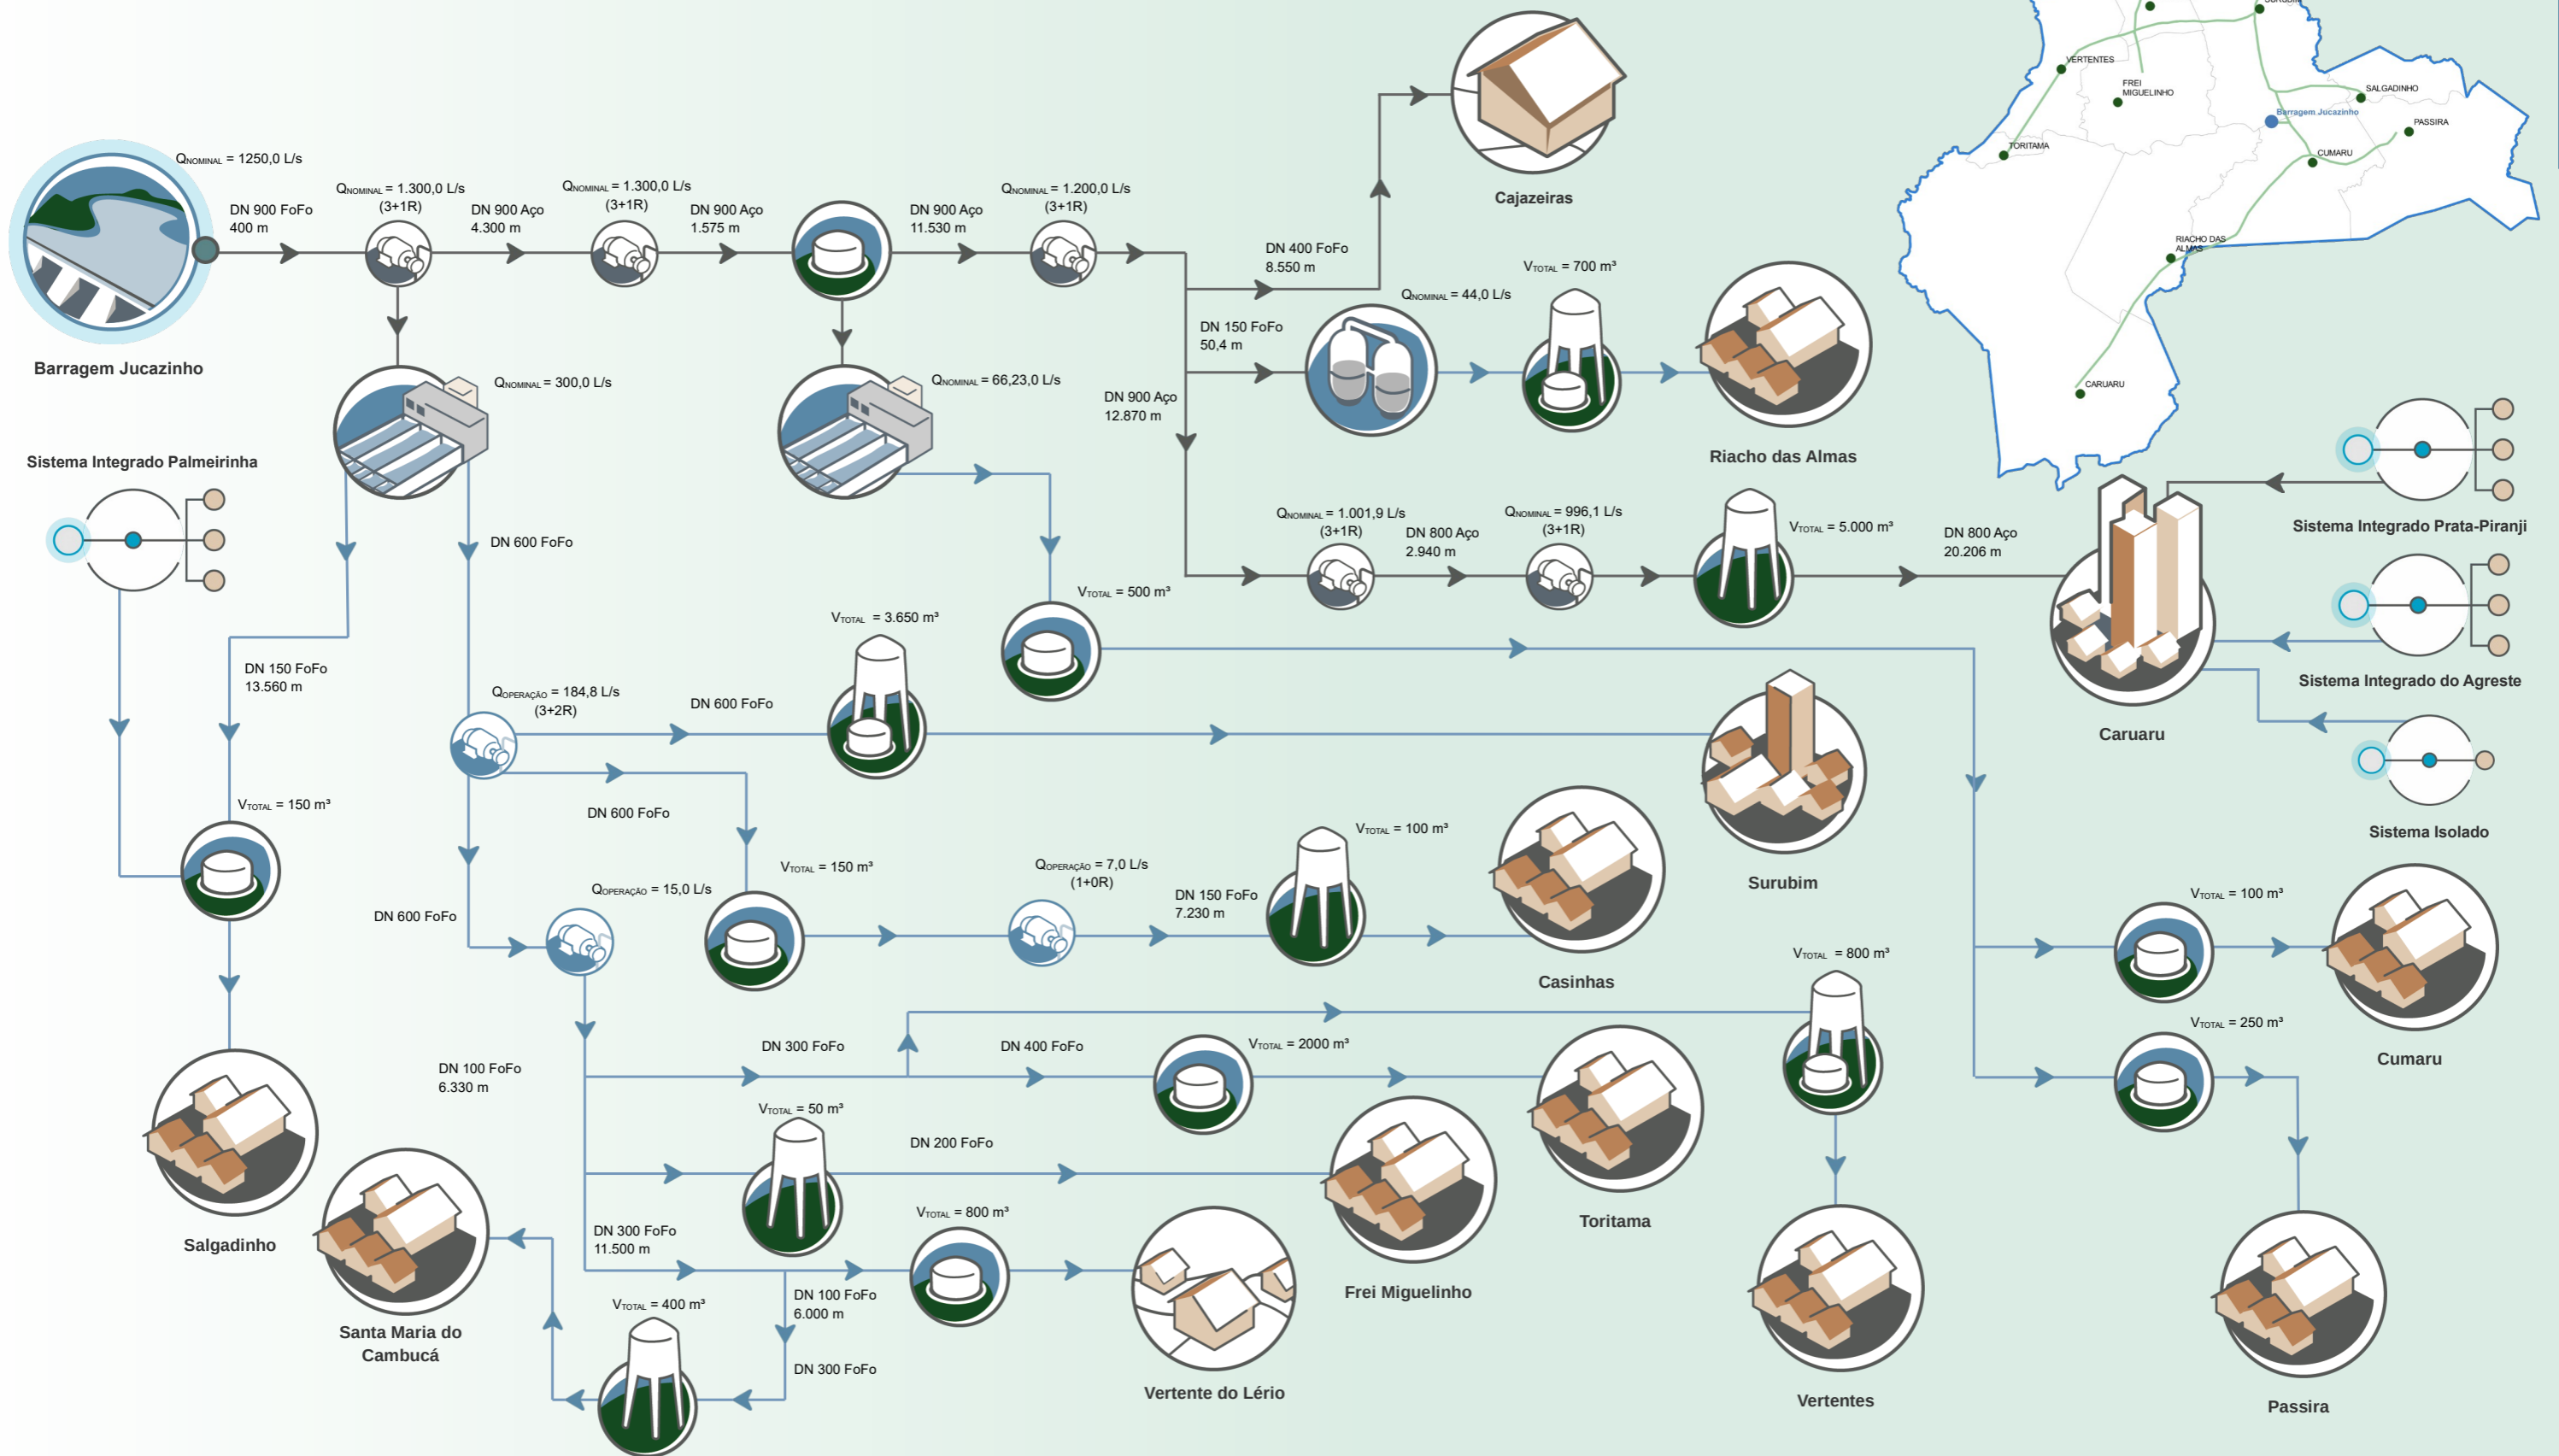 SURUBIM
VERTENTES
FREI
MIGUELINHO
SALGADINHO
Barragem Jucazinho
PASSIRA
TORITAMA
CUMARU
RIACHO DAS
ALMAS
CARUARU
QNOMINAL = 1250,0 L/s
DN 900 FoFo
400 m
QNOMINAL = 1.300,0 L/s
(3+1R)
DN 900 Aço
4.300 m
QNOMINAL = 1.300,0 L/s
(3+1R)
DN 900 Aço
1.575 m
DN 900 Aço
11.530 m
QNOMINAL = 1.200,0 L/s
(3+1R)
Cajazeiras
DN 400 FoFo
8.550 m
Barragem Jucazinho
QNOMINAL = 300,0 L/s
QNOMINAL = 66,23,0 L/s
DN 150 FoFo
50,4 m
QNOMINAL = 44,0 L/s
VTOTAL = 700 m³
Riacho das Almas
DN 900 Aço
12.870 m
Sistema Integrado Palmeirinha
DN 600 FoFo
QNOMINAL = 1.001,9 L/s
(3+1R)
DN 800 Aço
2.940 m
QNOMINAL = 996,1 L/s
(3+1R)
VTOTAL = 5.000 m³
DN 800 Aço
20.206 m
Sistema Integrado Prata-Piranji
Sistema Integrado do Agreste
Caruaru
Sistema Isolado
VTOTAL = 500 m³
VTOTAL = 3.650 m³
DN 150 FoFo
13.560 m
QOPERAÇÃO = 184,8 L/s
(3+2R)
DN 600 FoFo
DN 600 FoFo
Surubim
VTOTAL = 150 m³
DN 600 FoFo
QOPERAÇÃO = 15,0 L/s
VTOTAL = 150 m³
QOPERAÇÃO = 7,0 L/s
(1+0R)
DN 150 FoFo
7.230 m
VTOTAL = 100 m³
Casinhas
VTOTAL = 100 m³
Cumaru
VTOTAL = 250 m³
Passira
VTOTAL = 800 m³
DN 100 FoFo
6.330 m
DN 300 FoFo
DN 400 FoFo
VTOTAL = 2000 m³
Toritama
VTOTAL = 50 m³
DN 200 FoFo
Frei Miguelinho
Vertentes
Salgadinho
DN 300 FoFo
11.500 m
VTOTAL = 800 m³
Vertente do Lério
DN 100 FoFo
6.000 m
DN 300 FoFo
VTOTAL = 400 m³
Santa Maria do
Cambucá